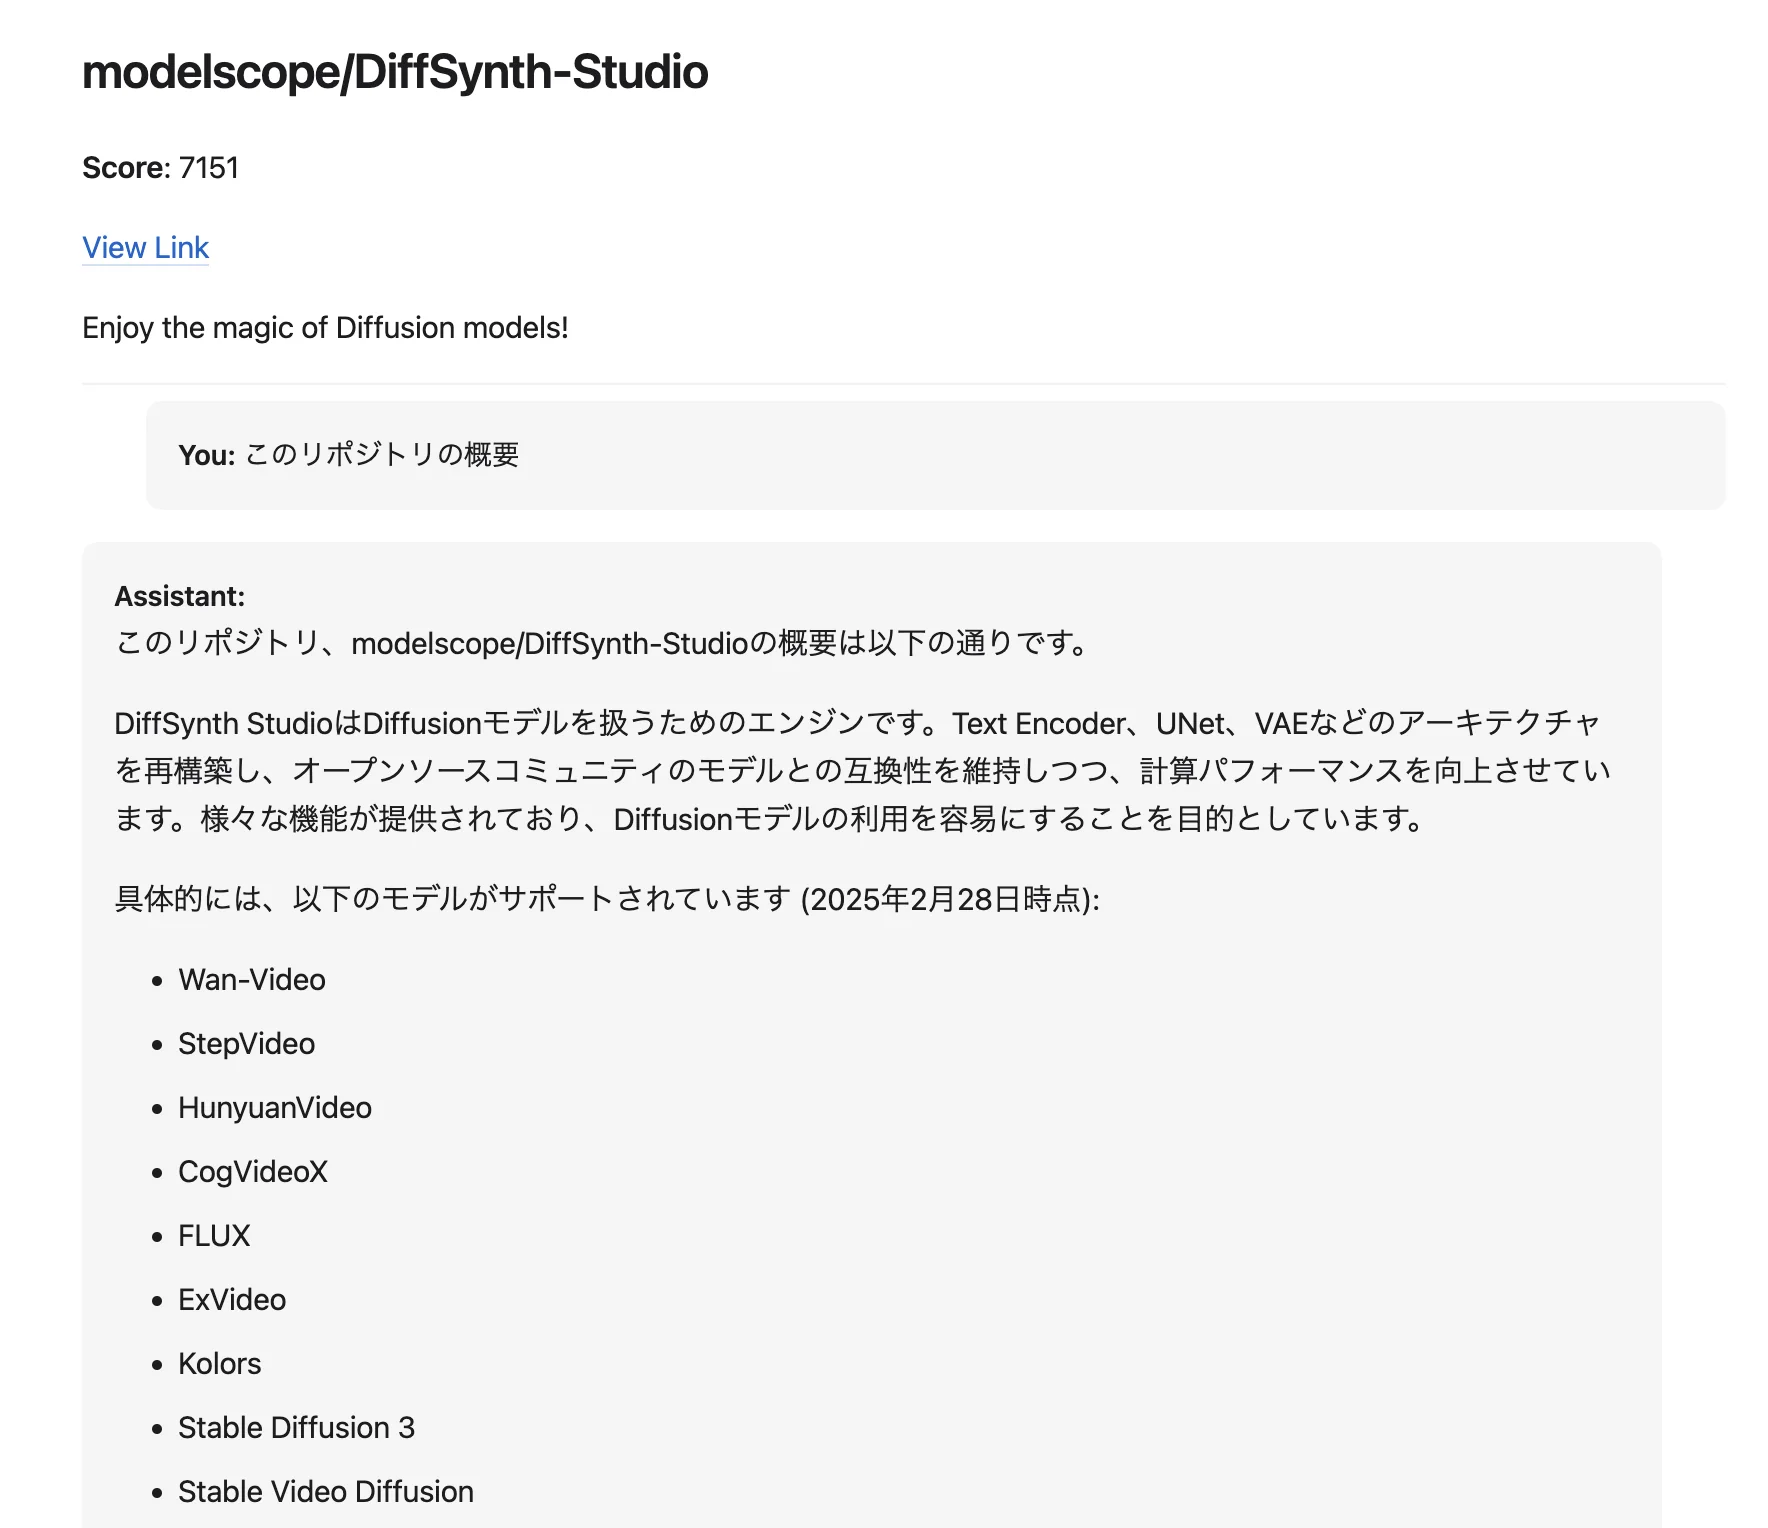 modelscope/DiffSynth-Studio
Score: 7151
View Link
Enjoy the magic of Diffusion models!
You: このリポジトリの概要
Assistant:
このリポジトリ、modelscope/DiffSynth-Studioの概要は以下の通りです。
DiffSynth StudioはDiffusionモデルを扱うためのエンジンです。Text Encoder、UNet、VAEなどのアーキテクチャ
を再構築し、オープンソースコミュニティのモデルとの互換性を維持しつつ、計算パフォーマンスを向上させてい
ます。様々な機能が提供されており、Diffusionモデルの利用を容易にすることを目的としています。
具体的には、以下のモデルがサポートされています (2025年2月28日時点):
• Wan-Video
• StepVideo
• HunyuanVideo
• CogVideoX
• FLUX
• ExVideo
• Kolors
• Stable Diffusion 3
• Stable Video Diffusion